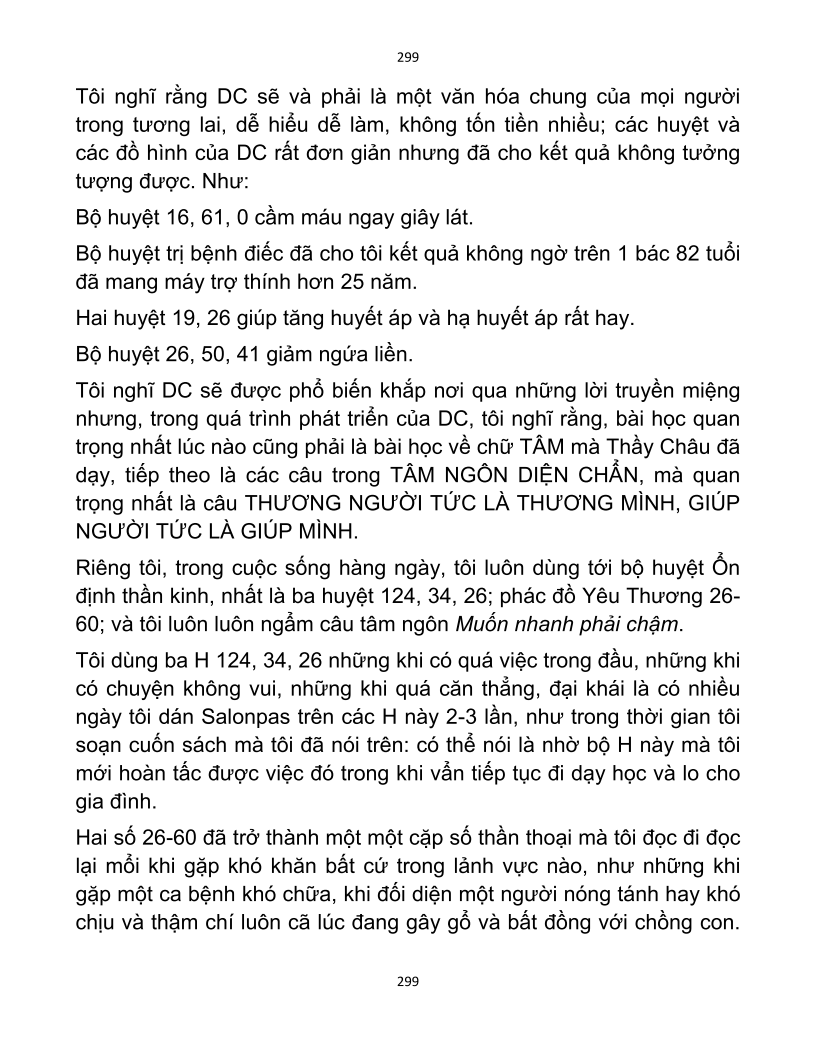 299
Tôi nghĩ rằng DC sẽ và phải là một văn hóa chung của mọi người
trong tương lai, dễ hiểu dễ làm, không tốn tiền nhiều; các huyệt và
các đồ hình của DC rất đơn giản nhưng đã cho kết quả không tưởng
tượng được. Như:
Bộ huyệt 16, 61, 0 cầm máu ngay giây lát.
Bộ huyệt trị bệnh điếc đã cho tôi kết quả không ngờ trên 1 bác 82 tuổi
đã mang máy trợ thính hơn 25 năm.
Hai huyệt 19, 26 giúp tăng huyết áp và hạ huyết áp rất hay.
Bộ huyệt 26, 50, 41 giảm ngứa liền.
Tôi nghĩ DC sẽ được phổ biến khắp nơi qua những lời truyền miệng
nhưng, trong quá trình phát triển của DC, tôi nghĩ rằng, bài học quan
trọng nhất lúc nào cũng phải là bài học về chữ TÂM mà Thầy Châu đã
dạy, tiếp theo là các câu trong TÂM NGÔN DIỆN CHẨN, mà quan
trọng nhất là câu THƯƠNG NGƯỜI TỨC LÀ THƯƠNG MÌNH, GIÚP
NGƯỜI TỨC LÀ GIÚP MÌNH.
Riêng tôi, trong cuộc sống hàng ngày, tôi luôn dùng tới bộ huyệt Ổn
định thần kinh, nhất là ba huyệt 124, 34, 26; phác đồ Yêu Thương 26-
60; và tôi luôn luôn ngẩm câu tâm ngôn Muốn nhanh phải chậm.
Tôi dùng ba H 124, 34, 26 những khi có quá việc trong đầu, những khi
có chuyện không vui, những khi quá căn thẳng, đại khái là có nhiều
ngày tôi dán Salonpas trên các H này 2-3 lần, như trong thời gian tôi
soạn cuốn sách mà tôi đã nói trên: có thể nói là nhờ bộ H này mà tôi
mới hoàn tấc được việc đó trong khi vẩn tiếp tục đi dạy học và lo cho
gia đình.
Hai số 26-60 đã trở thành một một cặp số thần thoại mà tôi đọc đi đọc
lại mổi khi gặp khó khăn bất cứ trong lảnh vực nào, như những khi
gặp một ca bệnh khó chữa, khi đối diện một người nóng tánh hay khó
chịu và thậm chí luôn cã lúc đang gây gổ và bất đồng với chồng con.
299